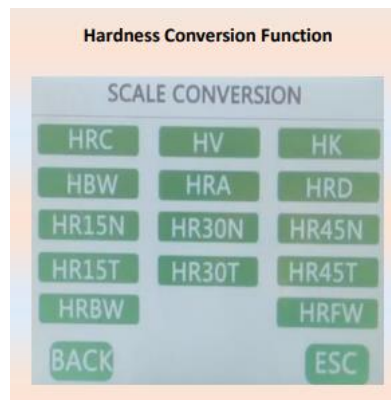 Hardness Conversion Function
SCALE CONVERSION
HRC HV HK
HBW HRA HRD
HR15N HR30N HR45N
HR15T HR30T HR45T
HRBW HRFW
BACK ESC